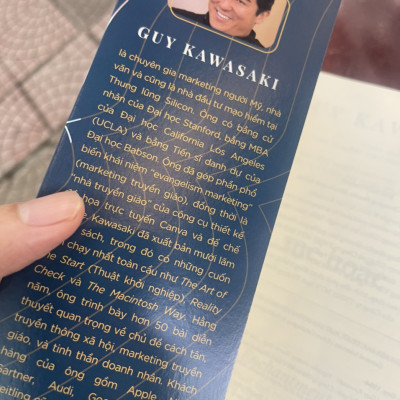 GUY KAWASAKI
là chuyên gia marketing người Mỹ, nhà
văn và cũng là nhà đầu tư mạo hiểm tại
Thung lũng Silicon. Ông có bằng cử
nhân của Đại học Stanford, bằng MBA
của Đại học California Los Angeles
(UCLA) và bằng Tiến sĩ danh dự của
Đại học Babson. Ông đã góp phần phổ
biến khái niệm "evangelism marketing"
(marketing truyền giáo), đồng thời là
"nhà truyền giáo" của công cụ thiết kế
họa trực tuyến Canva và đế chế
Kawasaki đã xuất bản mười lăm
sách, trong đó có những cuốn
chạy nhất toàn cầu như The Art of
the Start (Thuật khởi nghiệp), Reality
Check và The Macintosh Way. Hằng
năm, ông trình bày hơn 50 bài diễn
thuyết quan trọng về chủ đề cách tân,
truyền thông xã hội, marketing truyền
giáo, và tinh thần doanh nhân. Khách
hàng của ông gồm Apple,
Gartner, Audi,
Breitling